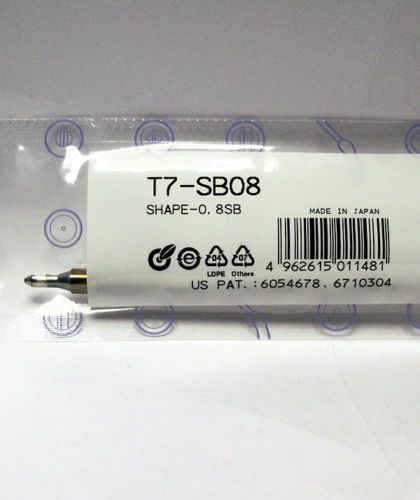 T7-SB08
SHAPE-0.8SB
MADE IN JAPAN
04 07
LDPE Others
4 962615 011481
US PAT.:6054678.6710304